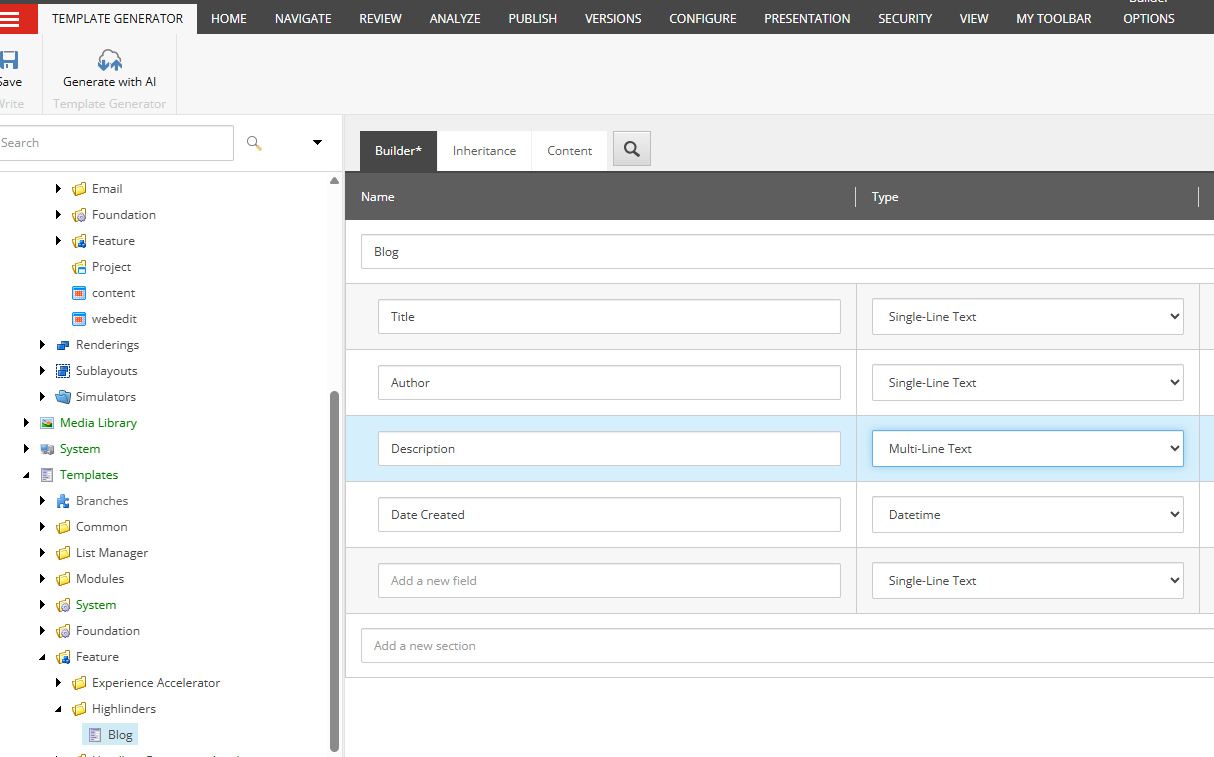 Builder
TEMPLATE GENERATOR HOME NAVIGATE REVIEW ANALYZE PUBLISH VERSIONS CONFIGURE PRESENTATION SECURITY VIEW MY TOOLBAR OPTIONS
Save Generate with AI
Write Template Generator
Search
Builder* Inheritance Content
Name Type
Email
Foundation
Feature
Project
content
webedit
Renderings
Sublayouts
Simulators
Media Library
System
Templates
Branches
Common
List Manager
Modules
System
Foundation
Feature
Experience Accelerator
Highlinders
Blog
Blog
Title Single-Line Text
Author Single-Line Text
Description Multi-Line Text
Date Created Datetime
Add a new field Single-Line Text
Add a new section